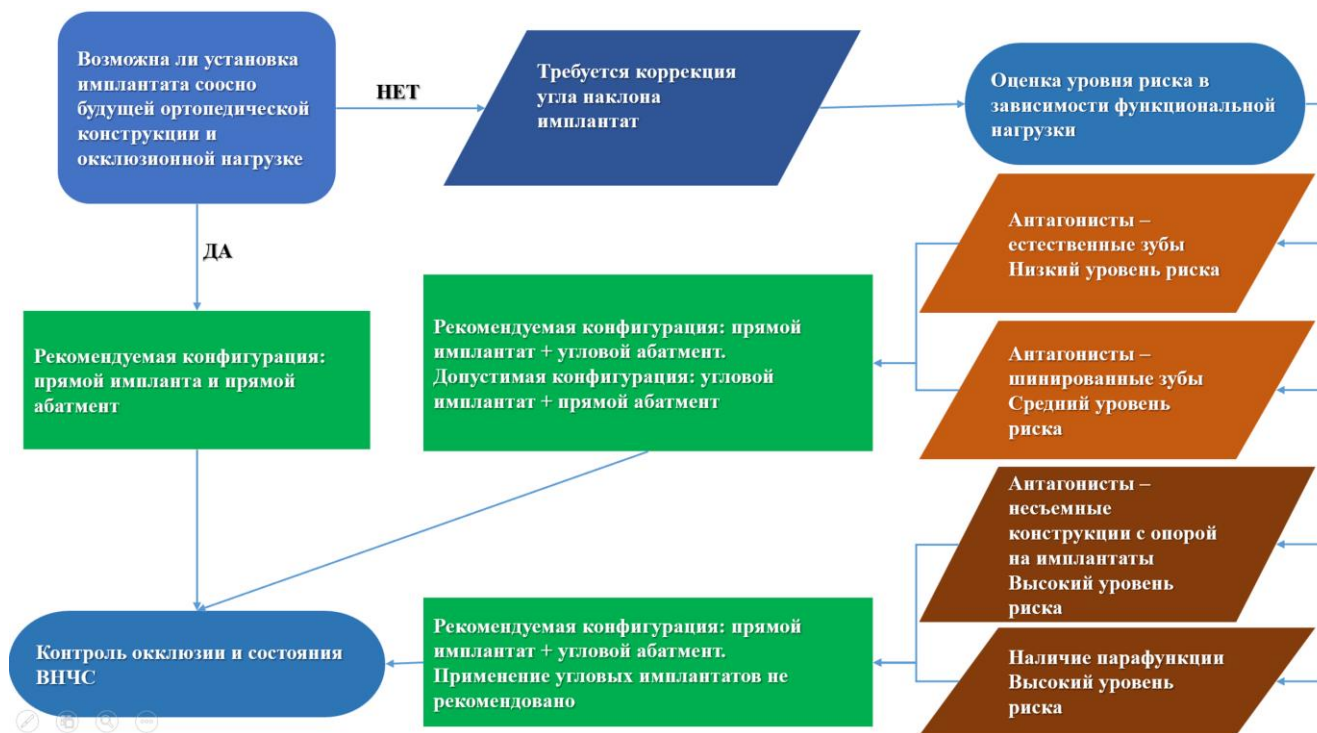 Возможна ли установка
имплантата соосно
будущей ортопедической
конструкции и
окклюзионной нагрузке
НЕТ
Требуется коррекция
угла наклона
имплантат
Оценка уровня риска в
зависимости функциональной
нагрузки
ДА
Антагонисты –
естественные зубы
Низкий уровень риска
Рекомендуемая конфигурация:
прямой импланта и прямой
абатмент
Рекомендуемая конфигурация: прямой
имплантат + угловой абатмент.
Допустимая конфигурация: угловой
имплантат + прямой абатмент
Антагонисты –
шинированные зубы
Средний уровень
риска
Антагонисты –
несъемные
конструкции с опорой
на имплантаты
Высокий уровень
риска
Контроль окклюзии и состояния
ВНЧС
Рекомендуемая конфигурация: прямой
имплантат + угловой абатмент.
Применение угловых имплантатов не
рекомендовано
Наличие парафункции
Высокий уровень
риска